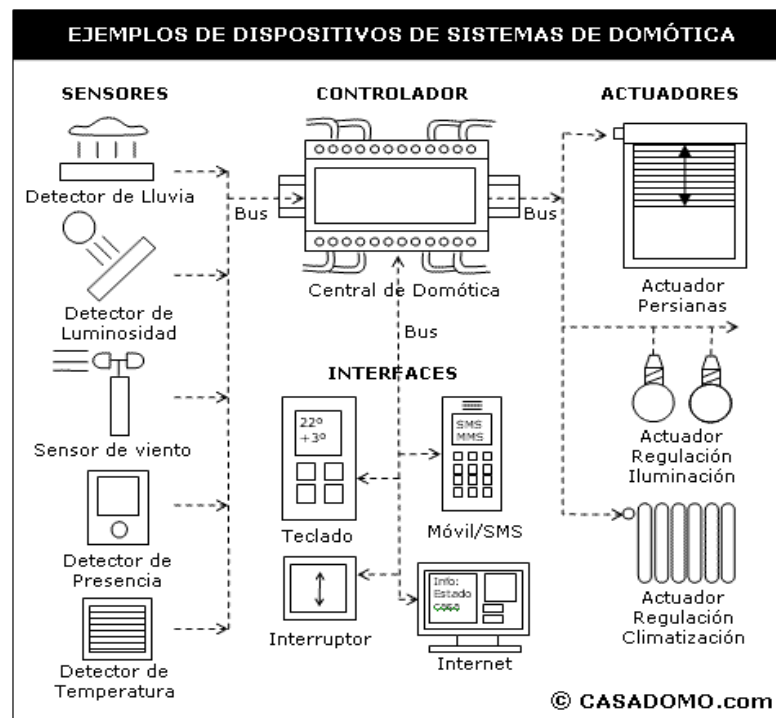 EJEMPLOS DE DISPOSITIVOS DE SISTEMAS DE DOMÓTICA
SENSORES
Detector de Lluvia
Detector de
Luminosidad
Sensor de viento
Detector de
Presencia
Detector de
Temperatura
CONTROLADOR
Bus
Bus
Central de Domótica
Bus
INTERFACES
22º
+3º
Teclado
SMS
MMS
Móvil/SMS
Interruptor
Info:
Estado
casa
Internet
ACTUADORES
Actuador
Persianas
Actuador
Regulación
Iluminación
Actuador
Regulación
Climatización
© CASADOMO.com